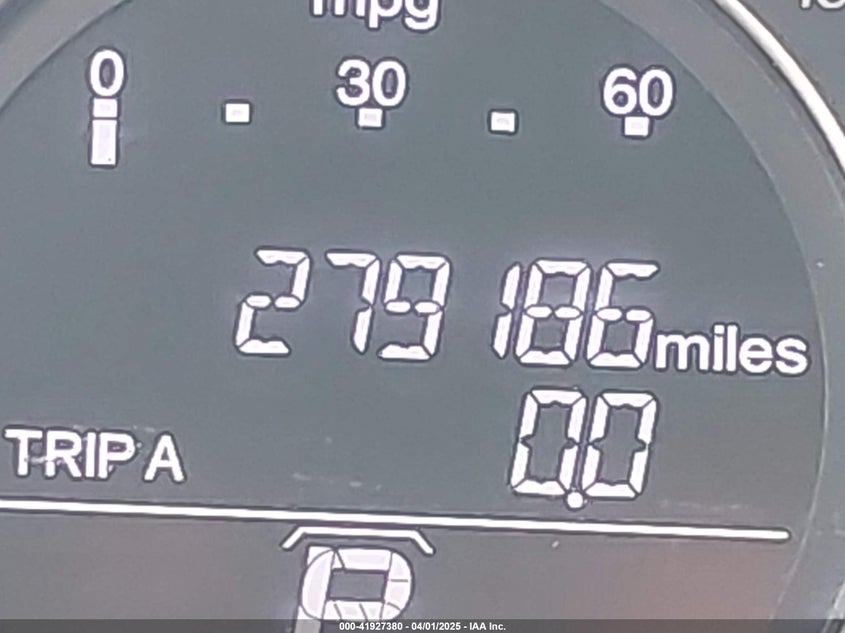 mpg
0 30 60
279186 miles
0.0
TRIP A
P
000-41927380 - 04/01/2025 - IAA Inc.